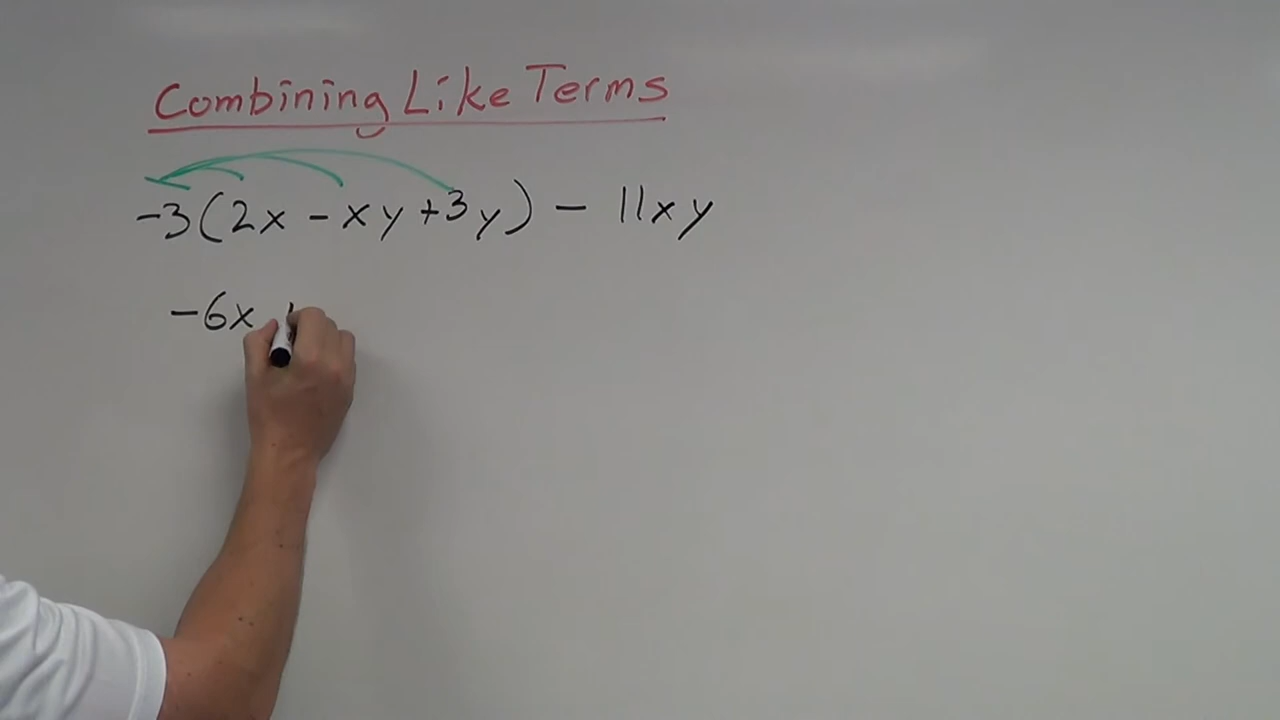 Combining Like Terms
-3(2x - xy +3y) - 11xy
-6x